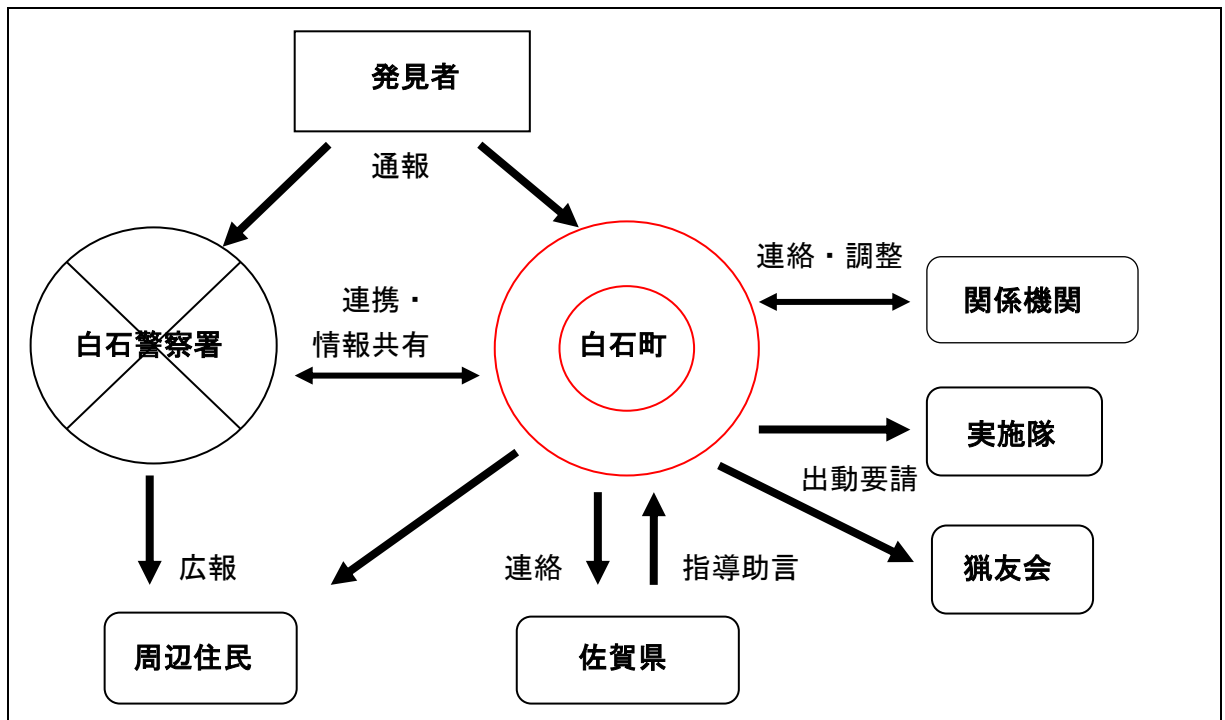 発見者
通報
連絡・調整
関係機関
連携・
情報共有
白石警察署
白石町
実施隊
出動要請
猟友会
広報
連絡
指導助言
周辺住民
佐賀県